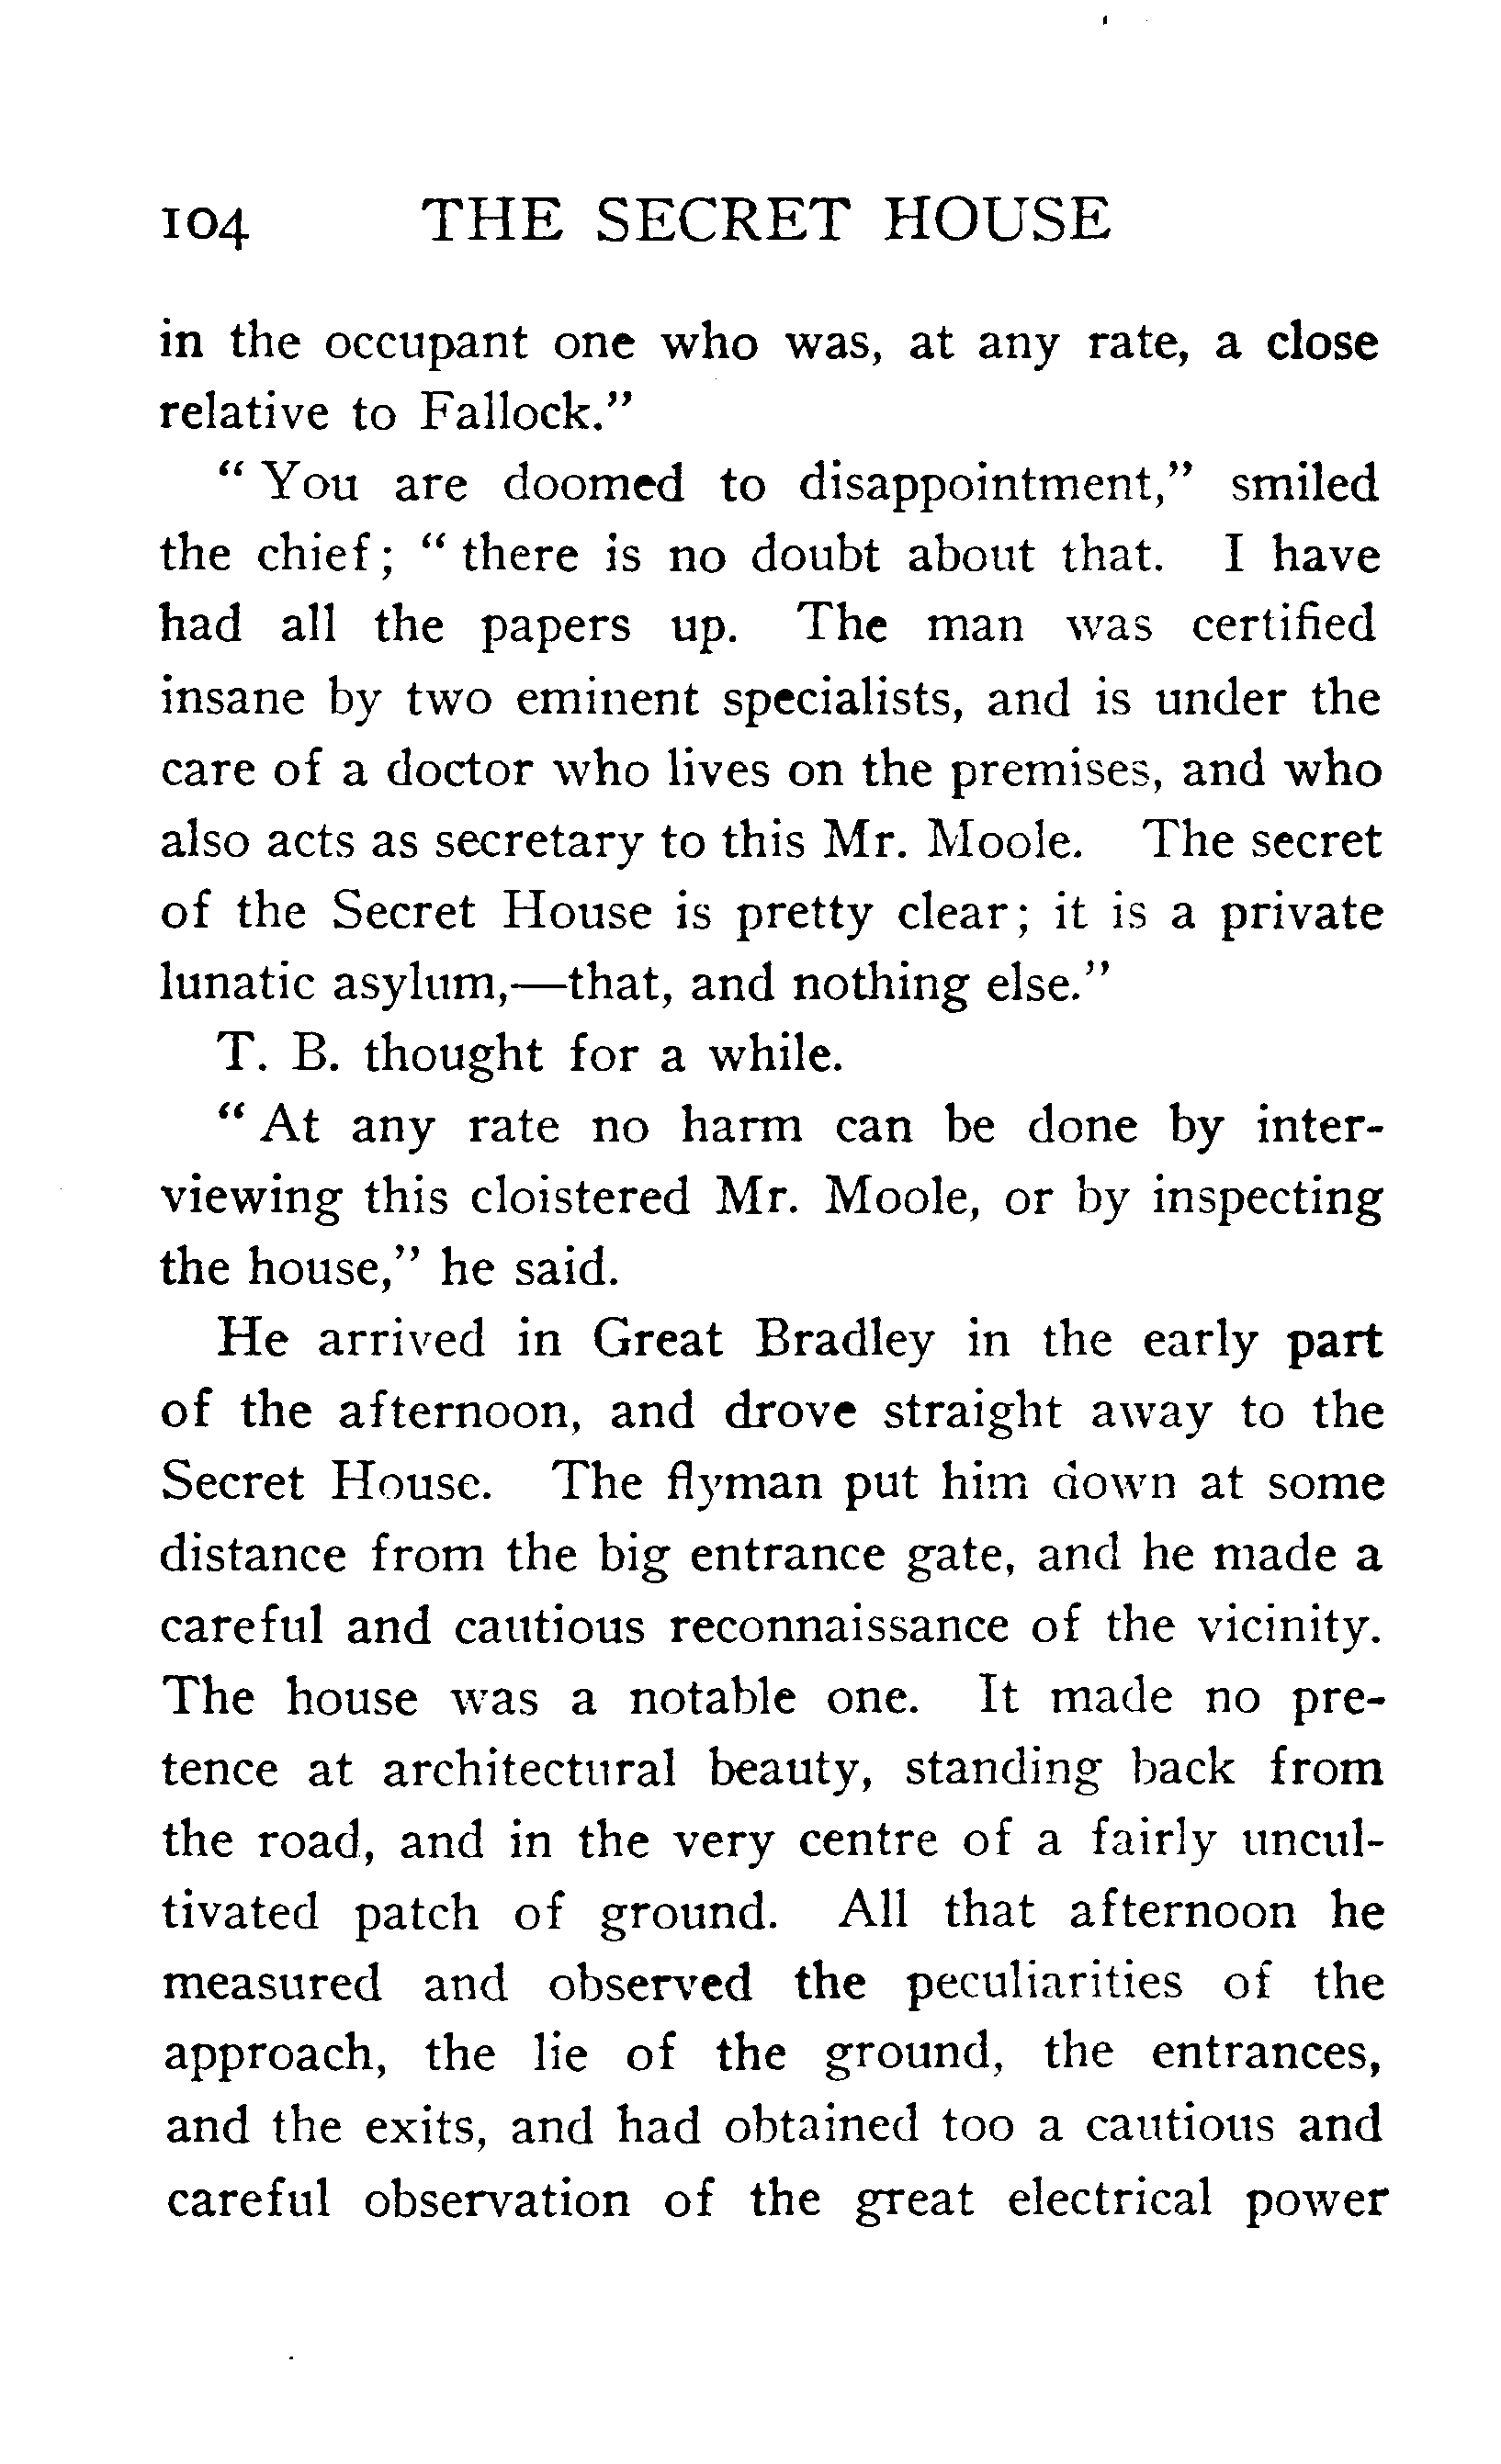 104 THE SECRET HOUSE
in the occupant one who was, at any rate, a close
relative to Fallock."
" You are doomed to disappointment," smiled
the chief; " there is no doubt about that. I have
had all the papers up. The man was certified
insane by two eminent specialists, and is under the
care of a doctor who lives on the premises, and who
also acts as secretary to this Mr. Moole. The secret
of the Secret House is pretty clear; it is a private
lunatic asylum,—that, and nothing else."
T. B. thought for a while.
" At any rate no harm can be done by inter-
viewing this cloistered Mr. Moole, or by inspecting
the house," he said.
He arrived in Great Bradley in the early part
of the afternoon, and drove straight away to the
Secret House. The flyman put him down at some
distance from the big entrance gate, and he made a
careful and cautious reconnaissance of the vicinity.
The house was a notable one. It made no pre-
tence at architectural beauty, standing back from
the road, and in the very centre of a fairly uncul-
tivated patch of ground. All that afternoon he
measured and observed the peculiarities of the
approach, the lie of the ground, the entrances,
and the exits, and had obtained too a cautious and
careful observation of the great electrical power